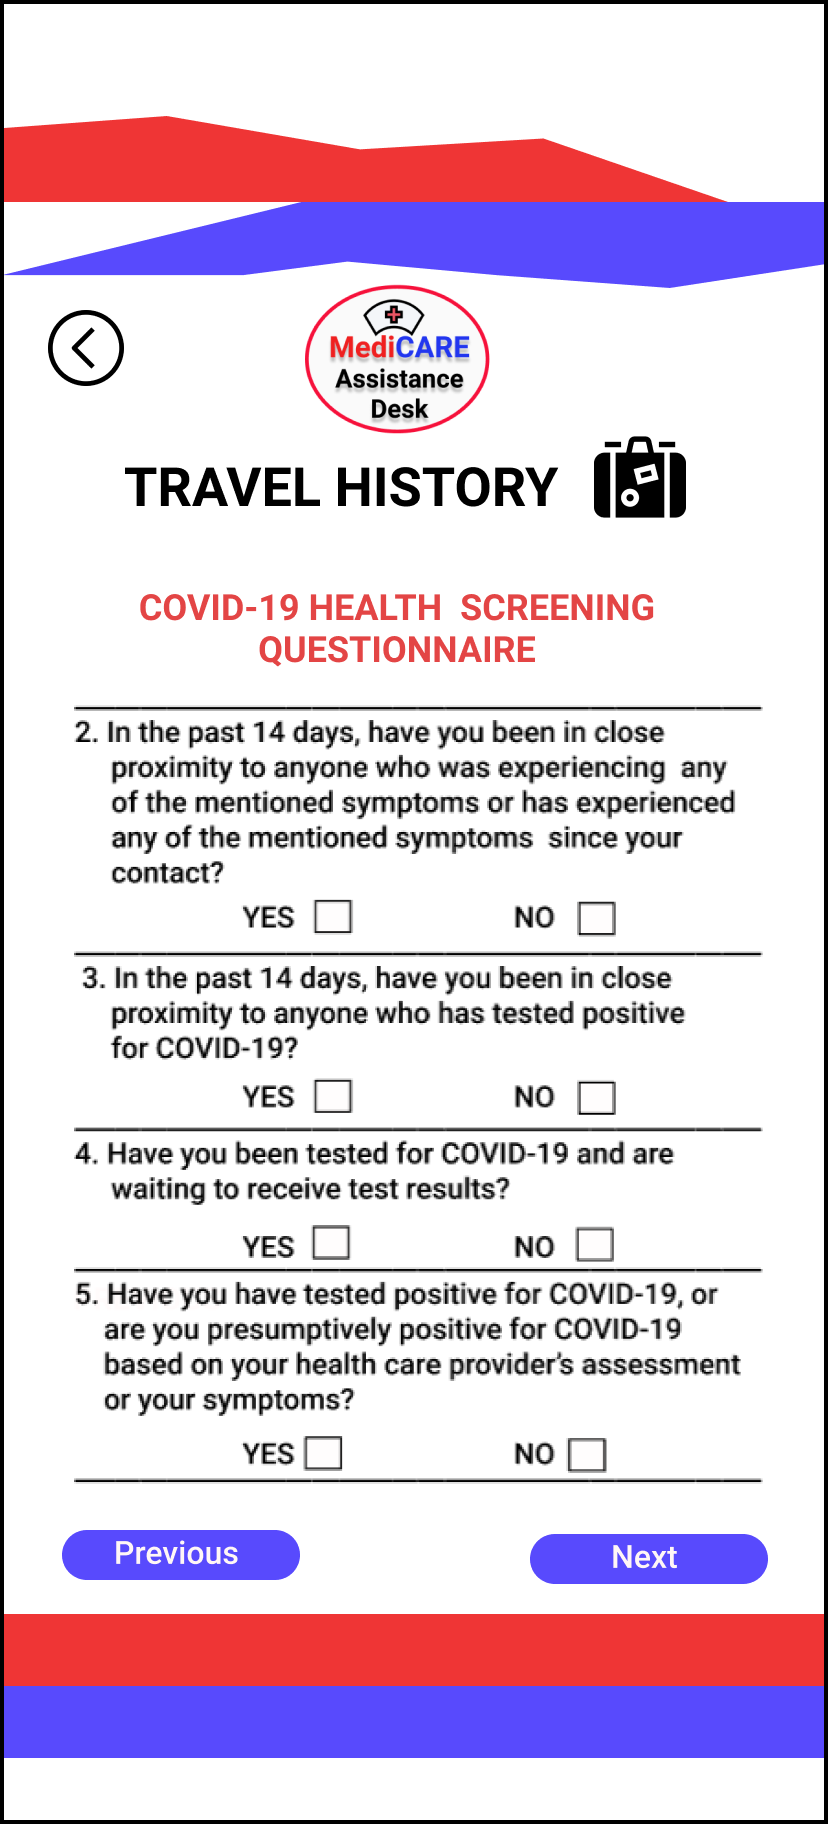 MediCARE
Assistance
Desk
TRAVEL HISTORY
COVID-19 HEALTH SCREENING
QUESTIONNAIRE
2. In the past 14 days, have you been in close
proximity to anyone who was experiencing any
of the mentioned symptoms or has experienced
any of the mentioned symptoms since your
contact?
YES NO
3. In the past 14 days, have you been in close
proximity to anyone who has tested positive
for COVID-19?
YES NO
4. Have you been tested for COVID-19 and are
waiting to receive test results?
YES NO
5. Have you have tested positive for COVID-19, or
are you presumptively positive for COVID-19
based on your health care provider's assessment
or your symptoms?
YES NO
Previous Next